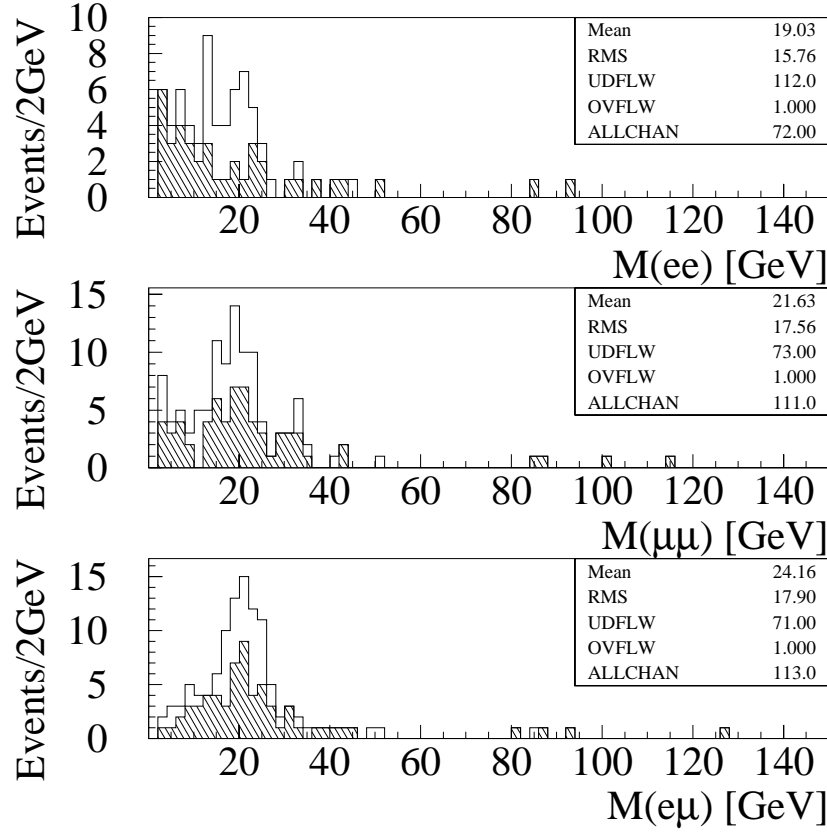 Events/2GeV
10
8
6
4
2
0
Mean 19.03
RMS 15.76
UDFLW 112.0
OVFLW 1.000
ALLCHAN 72.00
20 40 60 80 100 120 140
M(ee) [GeV]
Events/2GeV
15
10
5
0
Mean 21.63
RMS 17.56
UDFLW 73.00
OVFLW 1.000
ALLCHAN 111.0
20 40 60 80 100 120 140
M(μμ) [GeV]
Events/2GeV
15
10
5
0
Mean 24.16
RMS 17.90
UDFLW 71.00
OVFLW 1.000
ALLCHAN 113.0
20 40 60 80 100 120 140
M(eμ) [GeV]